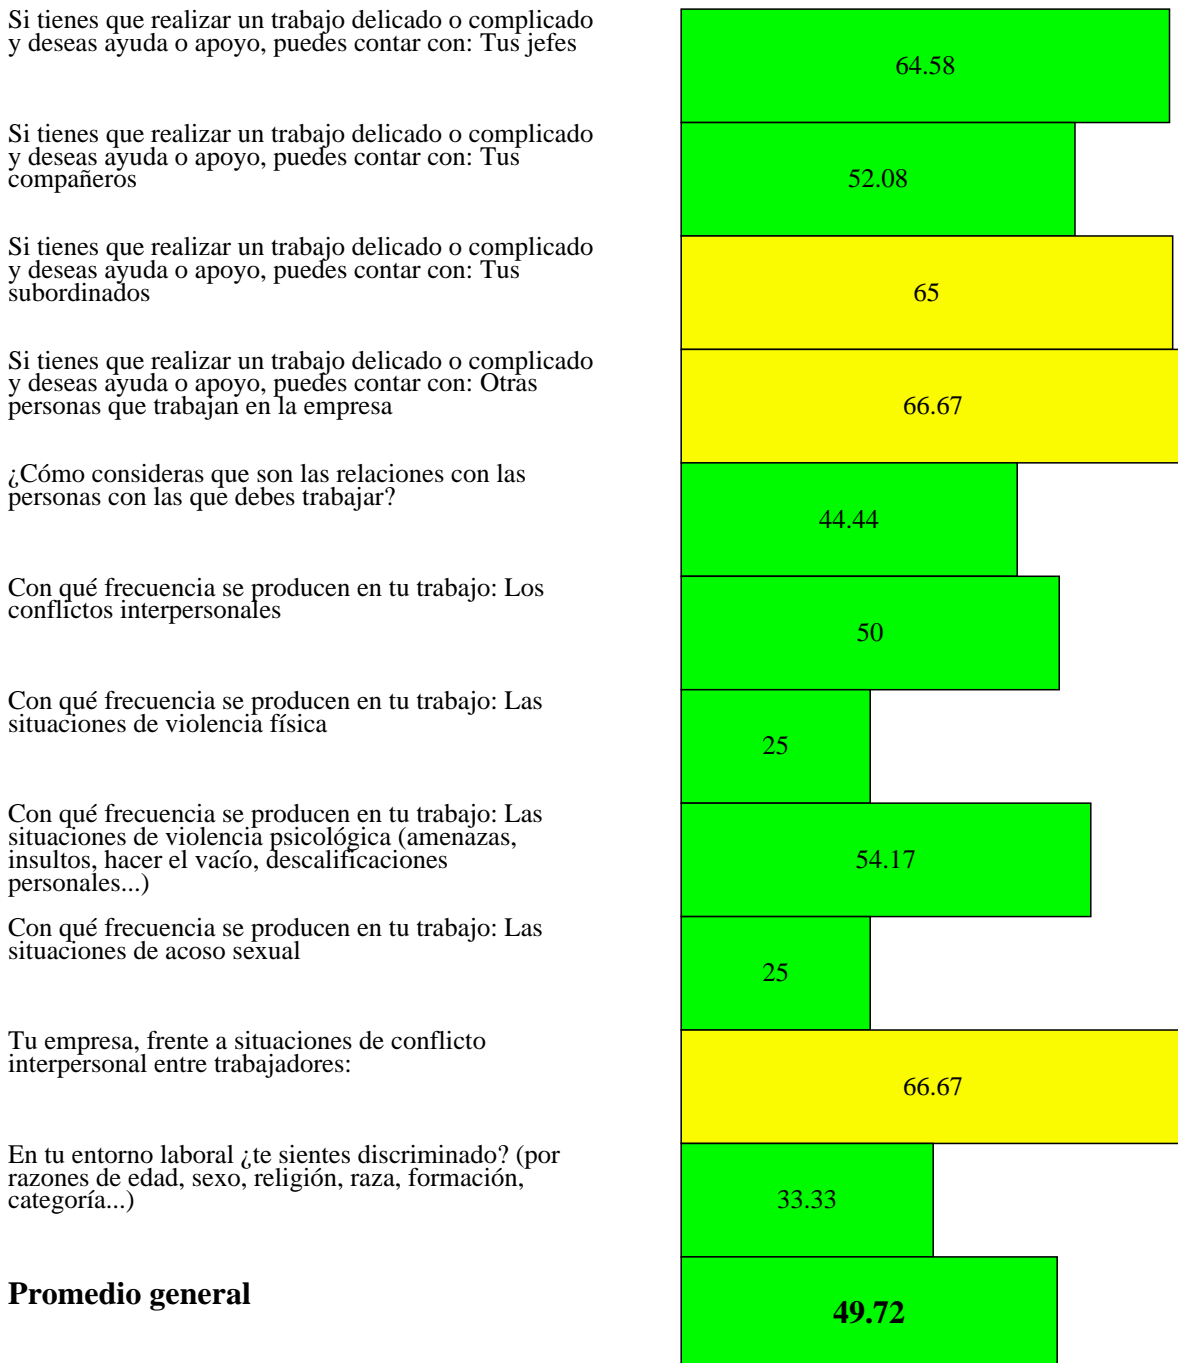 Si tienes que realizar un trabajo delicado o complicado
y deseas ayuda o apoyo, puedes contar con: Tus jefes
64.58
Si tienes que realizar un trabajo delicado o complicado
y deseas ayuda o apoyo, puedes contar con: Tus
compañeros
52.08
Si tienes que realizar un trabajo delicado o complicado
y deseas ayuda o apoyo, puedes contar con: Tus
subordinados
65
Si tienes que realizar un trabajo delicado o complicado
y deseas ayuda o apoyo, puedes contar con: Otras
personas que trabajan en la empresa
66.67
¿Cómo consideras que son las relaciones con las
personas con las que debes trabajar?
44.44
Con qué frecuencia se producen en tu trabajo: Los
conflictos interpersonales
50
Con qué frecuencia se producen en tu trabajo: Las
situaciones de violencia física
25
Con qué frecuencia se producen en tu trabajo: Las
situaciones de violencia psicológica (amenazas,
insultos, hacer el vacío, descalificaciones
personales...)
54.17
Con qué frecuencia se producen en tu trabajo: Las
situaciones de acoso sexual
25
Tu empresa, frente a situaciones de conflicto
interpersonal entre trabajadores:
66.67
En tu entorno laboral ¿te sientes discriminado? (por
razones de edad, sexo, religión, raza, formación,
categoría...)
33.33
Promedio general
49.72